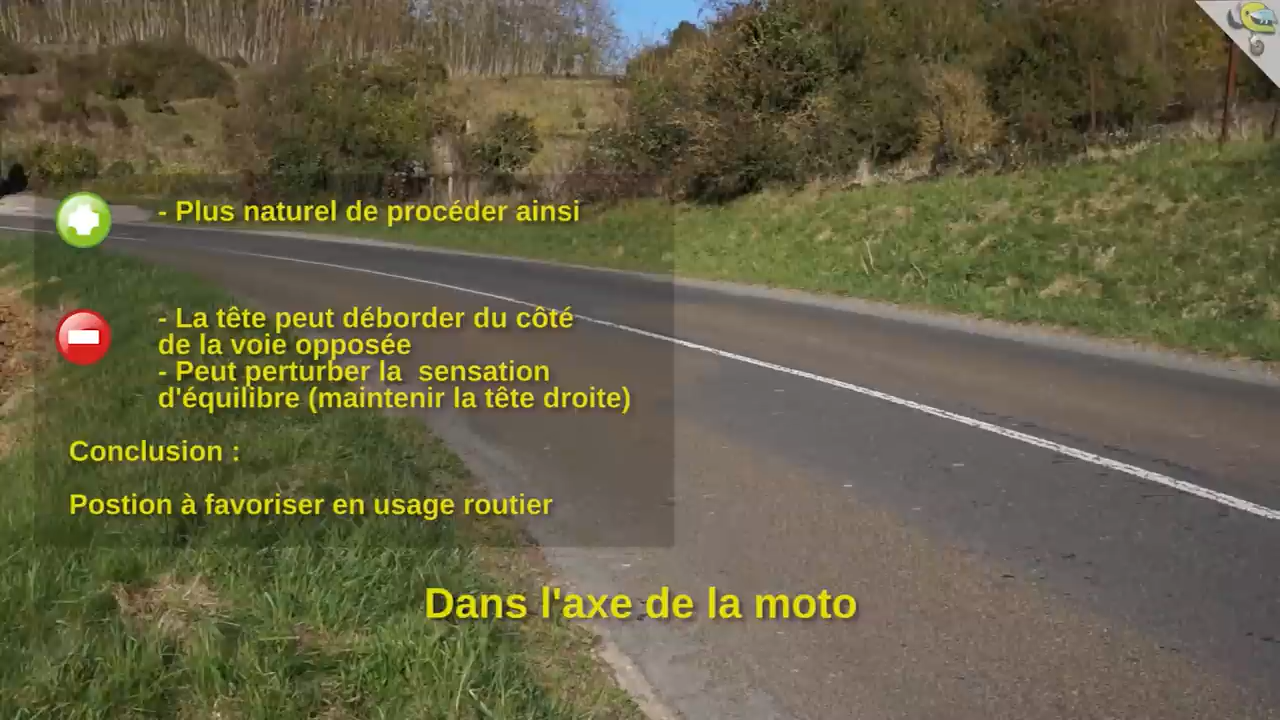 - Plus naturel de procéder ainsi
- La tête peut déborder du côté
de la voie opposée
- Peut perturber la  sensation
d'équilibre (maintenir la tête droite)
Conclusion :
Postion à favoriser en usage routier
Dans l'axe de la moto